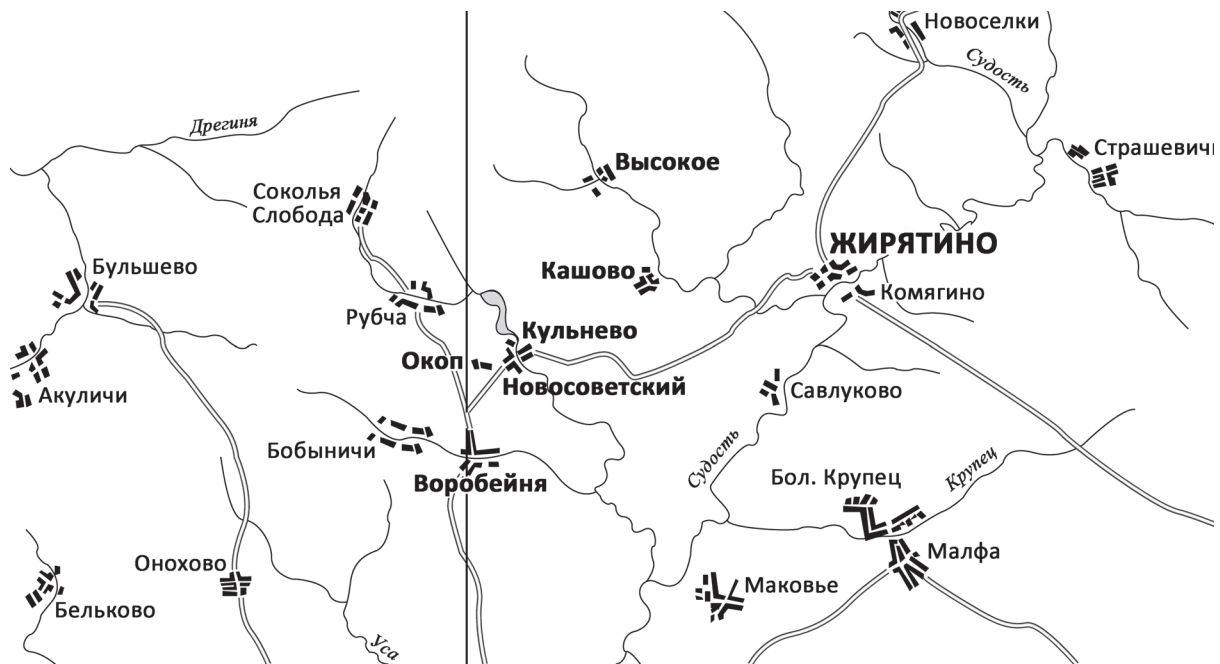 Новоселки
Судость
Дрегиня
Страшевичи
Высокое
Соколья
Слобода
ЖИРЯТИНО
Бульшево
Кашово
Комягино
Рубча
Кульнево
Окоп
Новосоветский
Акуличи
Савлуково
Бобыничи
Судость
Воробейня
Бол. Крупец
Крупец
Онохово
Малфа
Маковье
Бельково
Уса